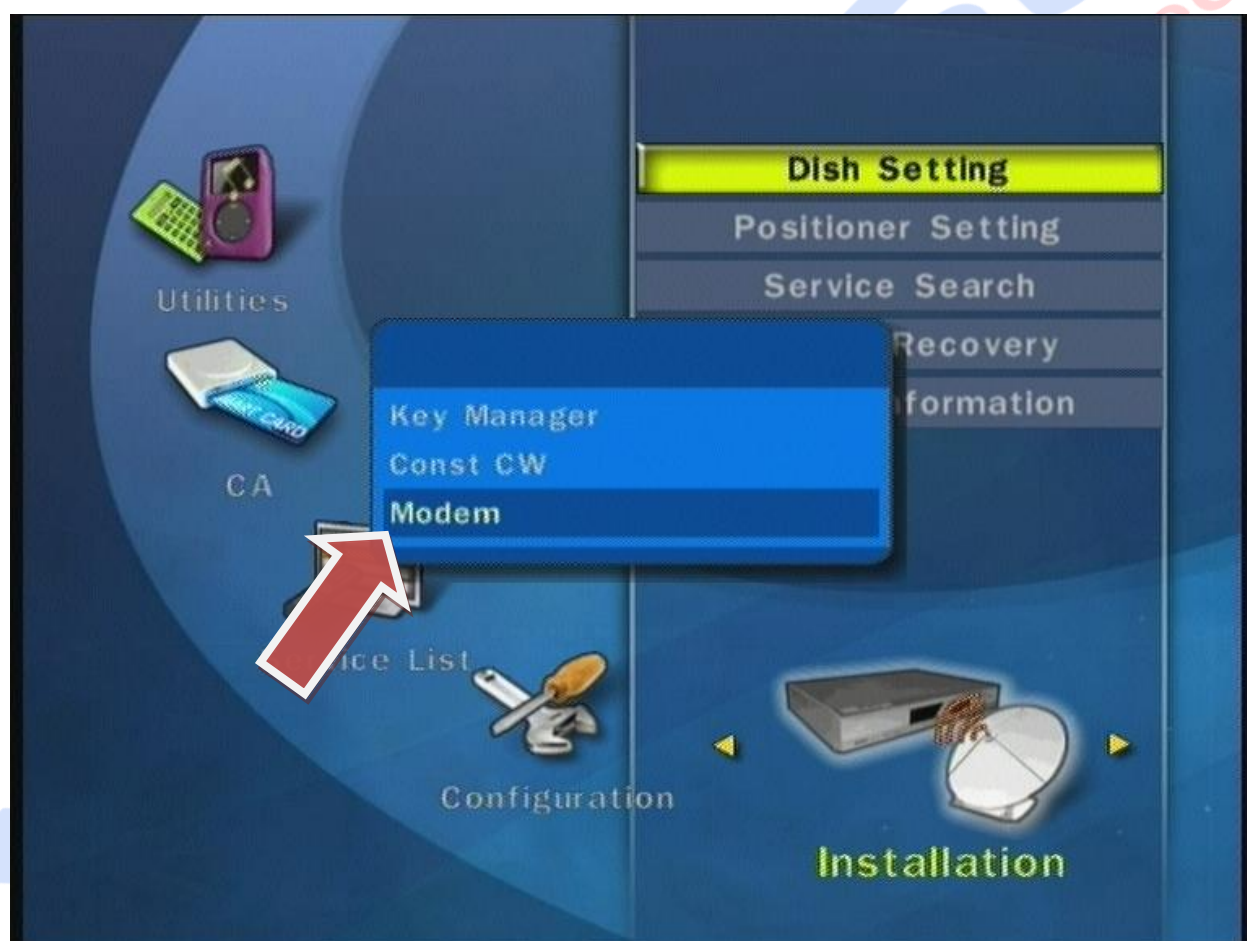 Dish Setting
Positioner Setting
Service Search
Recovery
formation
Utilities
Key Manager
Const CW
Modem
CA
ice List
Configuration
Installation